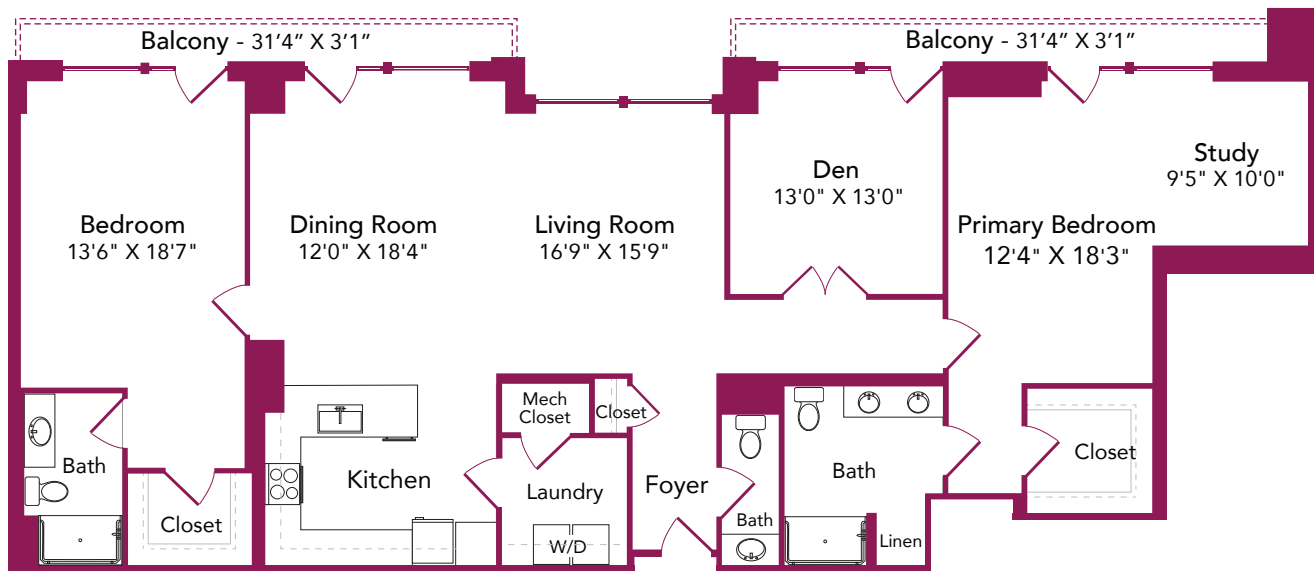 Balcony - 31’4” X 3’1”
Balcony - 31’4” X 3’1”
Bedroom
13'6" X 18'7"
Dining Room
12'0" X 18'4"
Living Room
16'9" X 15'9"
Den
13'0" X 13'0"
Study
9'5" X 10'0"
Primary Bedroom
12'4" X 18'3"
Mech
Closet
Closet
Bath
Closet
Kitchen
Laundry
W/D
Foyer
Bath
Bath
Linen
Closet